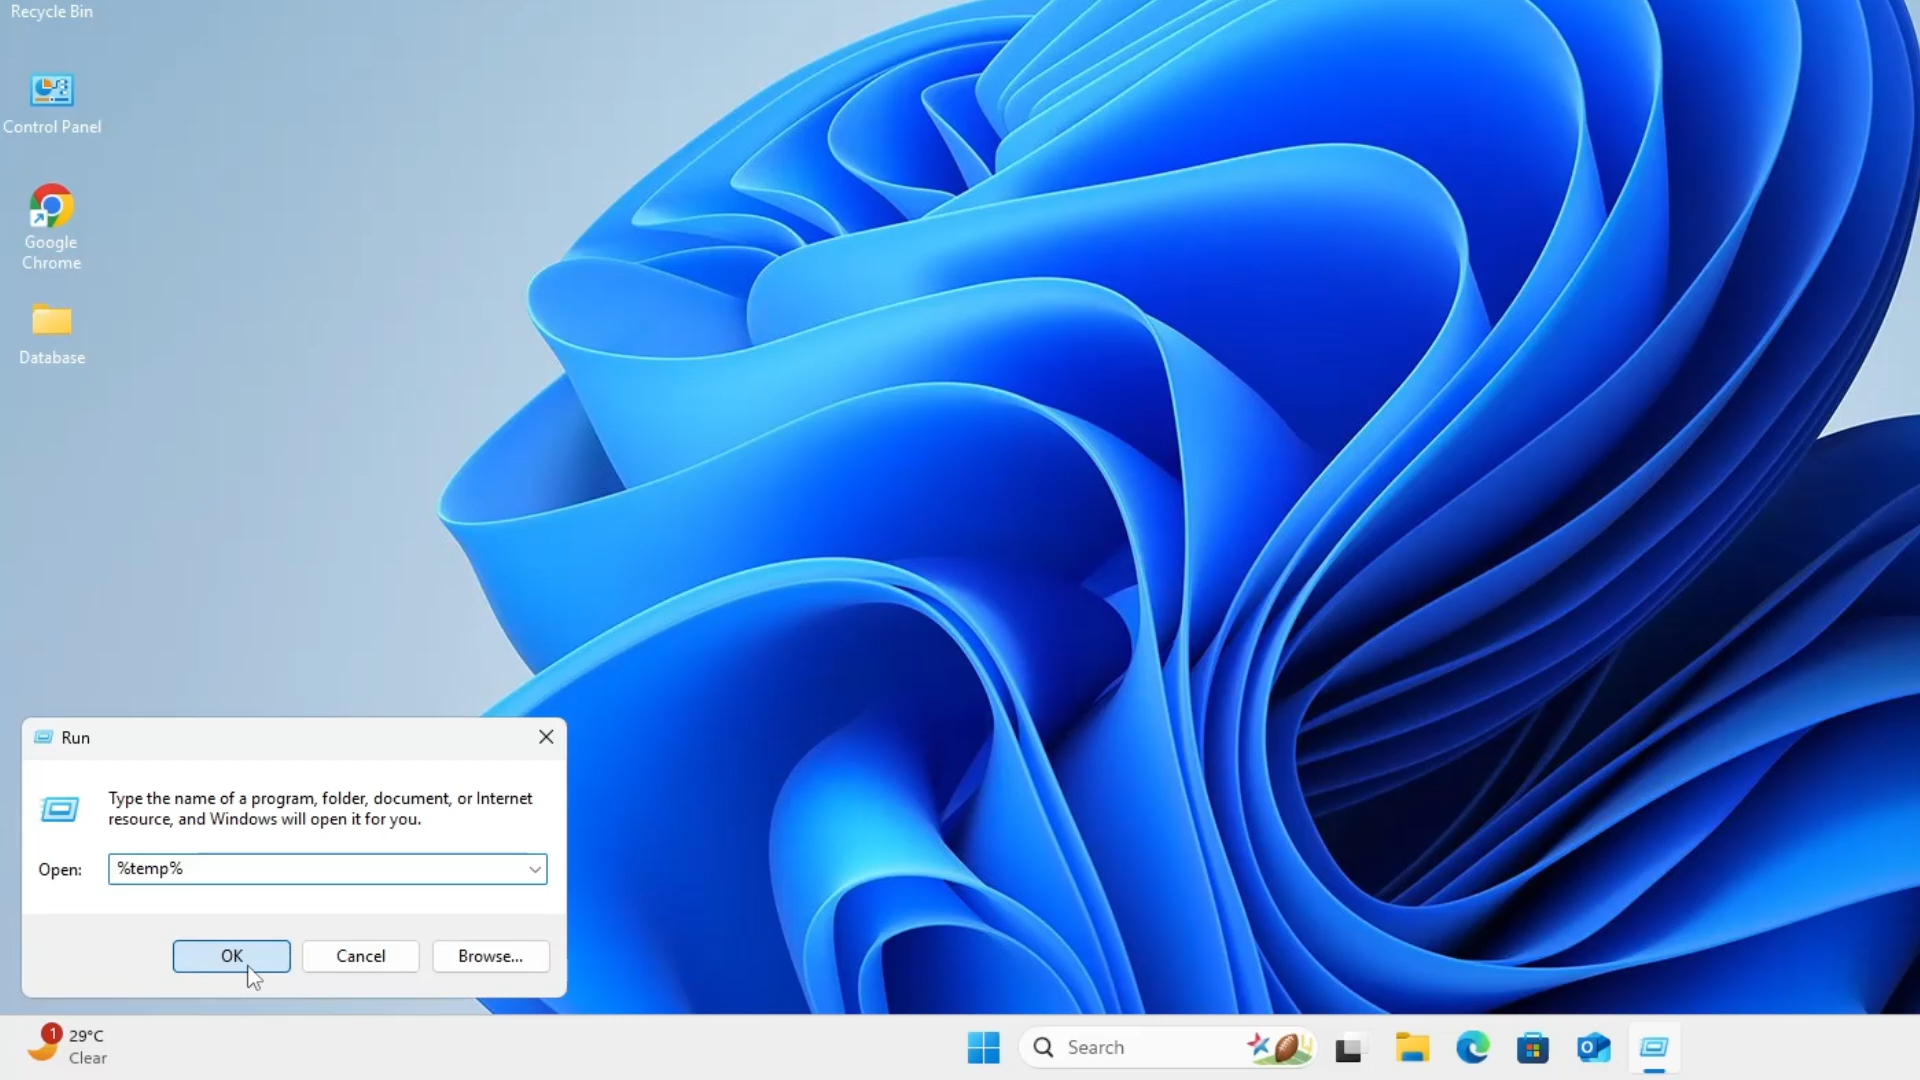 Recycle Bin
Control Panel
Google
Chrome
Database
Run
Type the name of a program, folder, document, or Internet
resource, and Windows will open it for you.
Open: %temp%
OK Cancel Browse...
1 29°C
Clear
Search